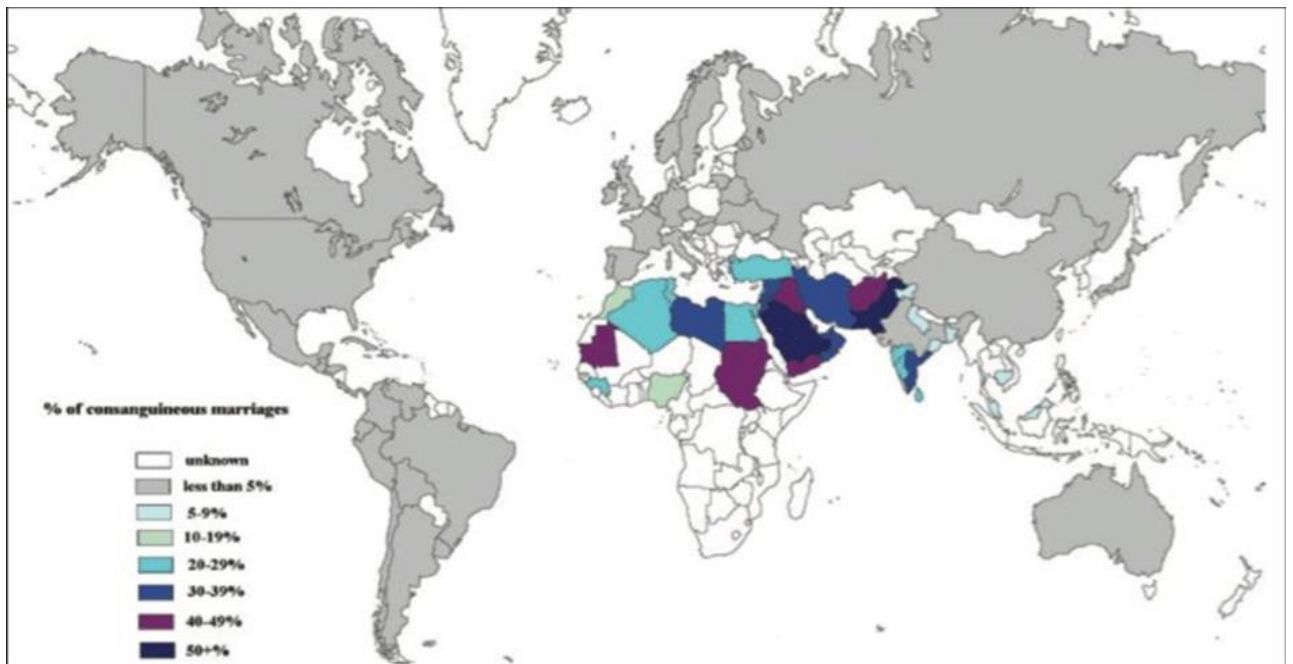 % of consanguineous marriages
unknown
less than 5%
5-9%
10-19%
20-29%
30-39%
40-49%
50+%